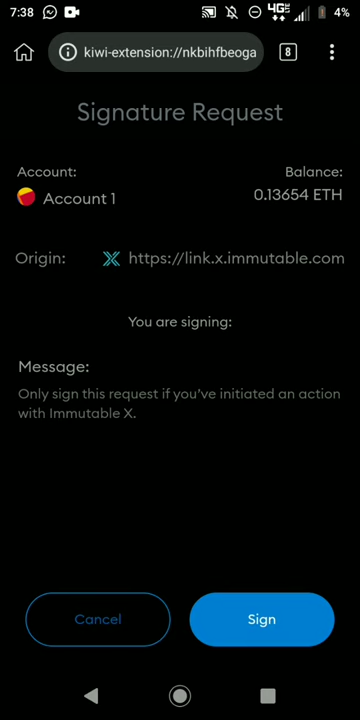 7:38 4G LTE 4%
kiwi-extension://nkbihfbeoga 8
Signature Request
Account: Balance:
Account 1 0.13654 ETH
Origin: https://link.x.immutable.com
You are signing:
Message:
Only sign this request if you’ve initiated an action
with Immutable X.
Cancel Sign